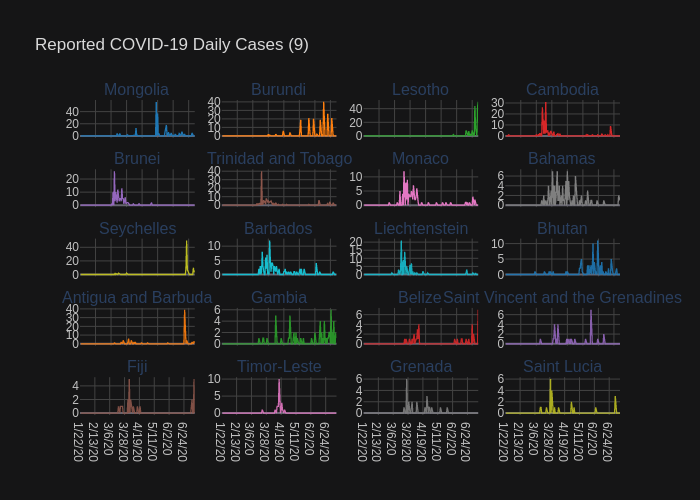 Reported COVID-19 Daily Cases (9)
Mongolia Burundi Lesotho Cambodia
40 20 0
40 30 20 10 0
40 20 0
30 20 10 0
Brunei Trinidad and Tobago Monaco Bahamas
20 10 0
40 30 20 10 0
10 5 0
6 4 2 0
Seychelles Barbados Liechtenstein Bhutan
40 20 0
10 5 0
20 15 10 5 0
10 5 0
Antigua and Barbuda Gambia Belize Saint Vincent and the Grenadines
40 30 20 10 0
6 4 2 0
6 4 2 0
6 4 2 0
Fiji Timor-Leste Grenada Saint Lucia
4 2 0
10 5 0
6 4 2 0
6 4 2 0
1/22/20 2/13/20 3/6/20 3/28/20 4/19/20 5/11/20 6/2/20 6/24/20
1/22/20 2/13/20 3/6/20 3/28/20 4/19/20 5/11/20 6/2/20 6/24/20
1/22/20 2/13/20 3/6/20 3/28/20 4/19/20 5/11/20 6/2/20 6/24/20
1/22/20 2/13/20 3/6/20 3/28/20 4/19/20 5/11/20 6/2/20 6/24/20